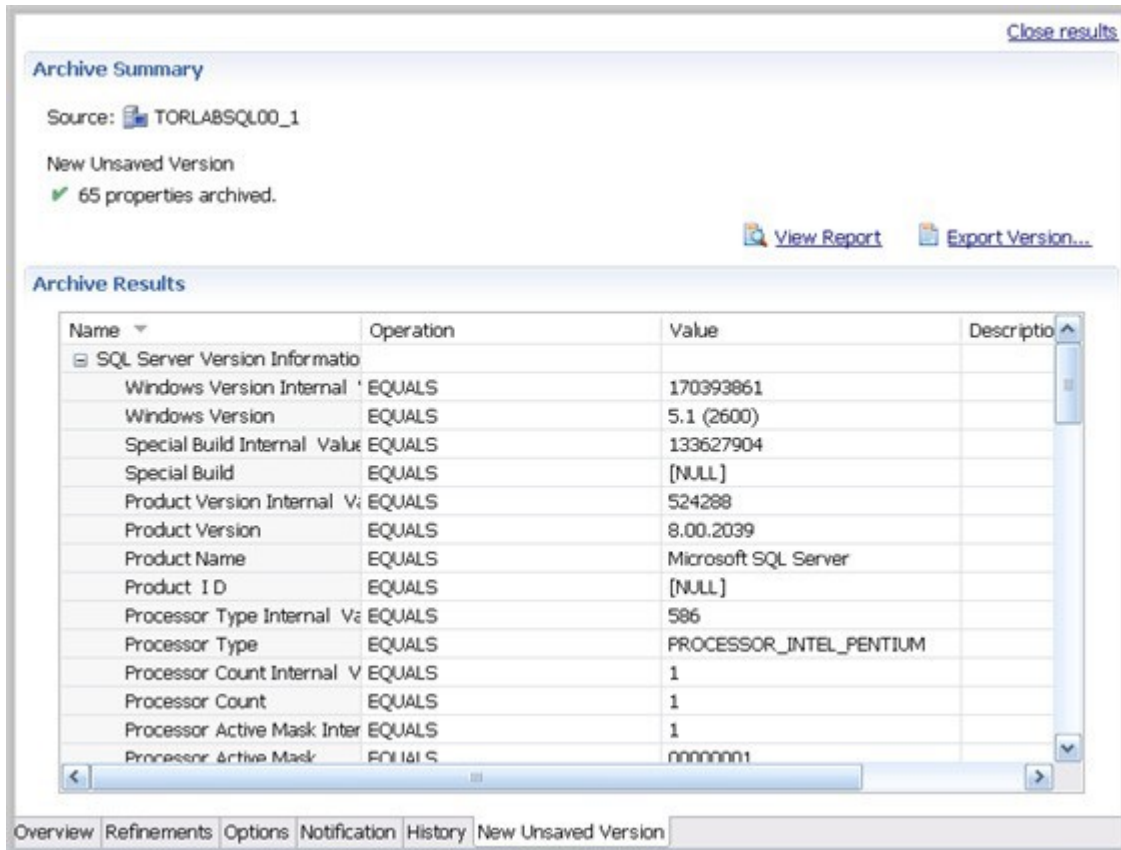 Close results
Archive Summary
Source: TORLABSQL00_1
New Unsaved Version
65 properties archived.
View Report Export Version...
Archive Results
Name Operation Value Descriptio
SQL Server Version Informatio
Windows Version Internal EQUALS 170393861
Windows Version EQUALS 5.1 (2600)
Special Build Internal Value EQUALS 133627904
Special Build EQUALS [NULL]
Product Version Internal Va EQUALS 524288
Product Version EQUALS 8.00.2039
Product Name EQUALS Microsoft SQL Server
Product I D EQUALS [NULL]
Processor Type Internal Va EQUALS 586
Processor Type EQUALS PROCESSOR_INTEL_PENTIUM
Processor Count Internal V EQUALS 1
Processor Count EQUALS 1
Processor Active Mask Inter EQUALS 1
Processor Active Mask EQUALS 00000001
Overview Refinements Options Notification History New Unsaved Version